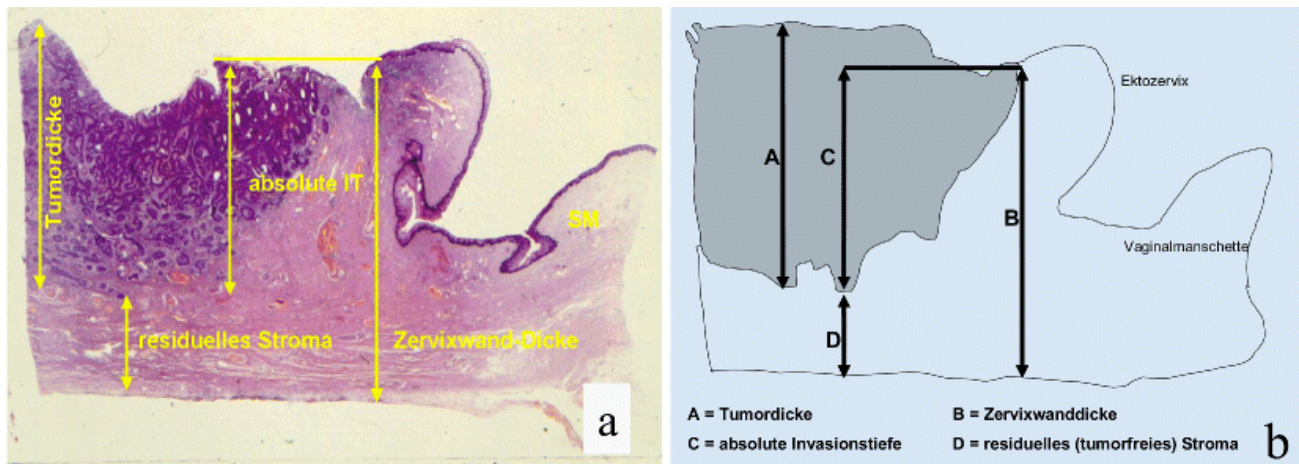 Tumordicke
absolute IT
SM
residuelles Stroma
Zervixwand-Dicke
a
Ektozervix
A
C
B
Vaginalmanschette
D
A = Tumordicke
B = Zervixwanddicke
C = absolute Invasionstiefe
D = residuelles (tumorfreies) Stroma
b